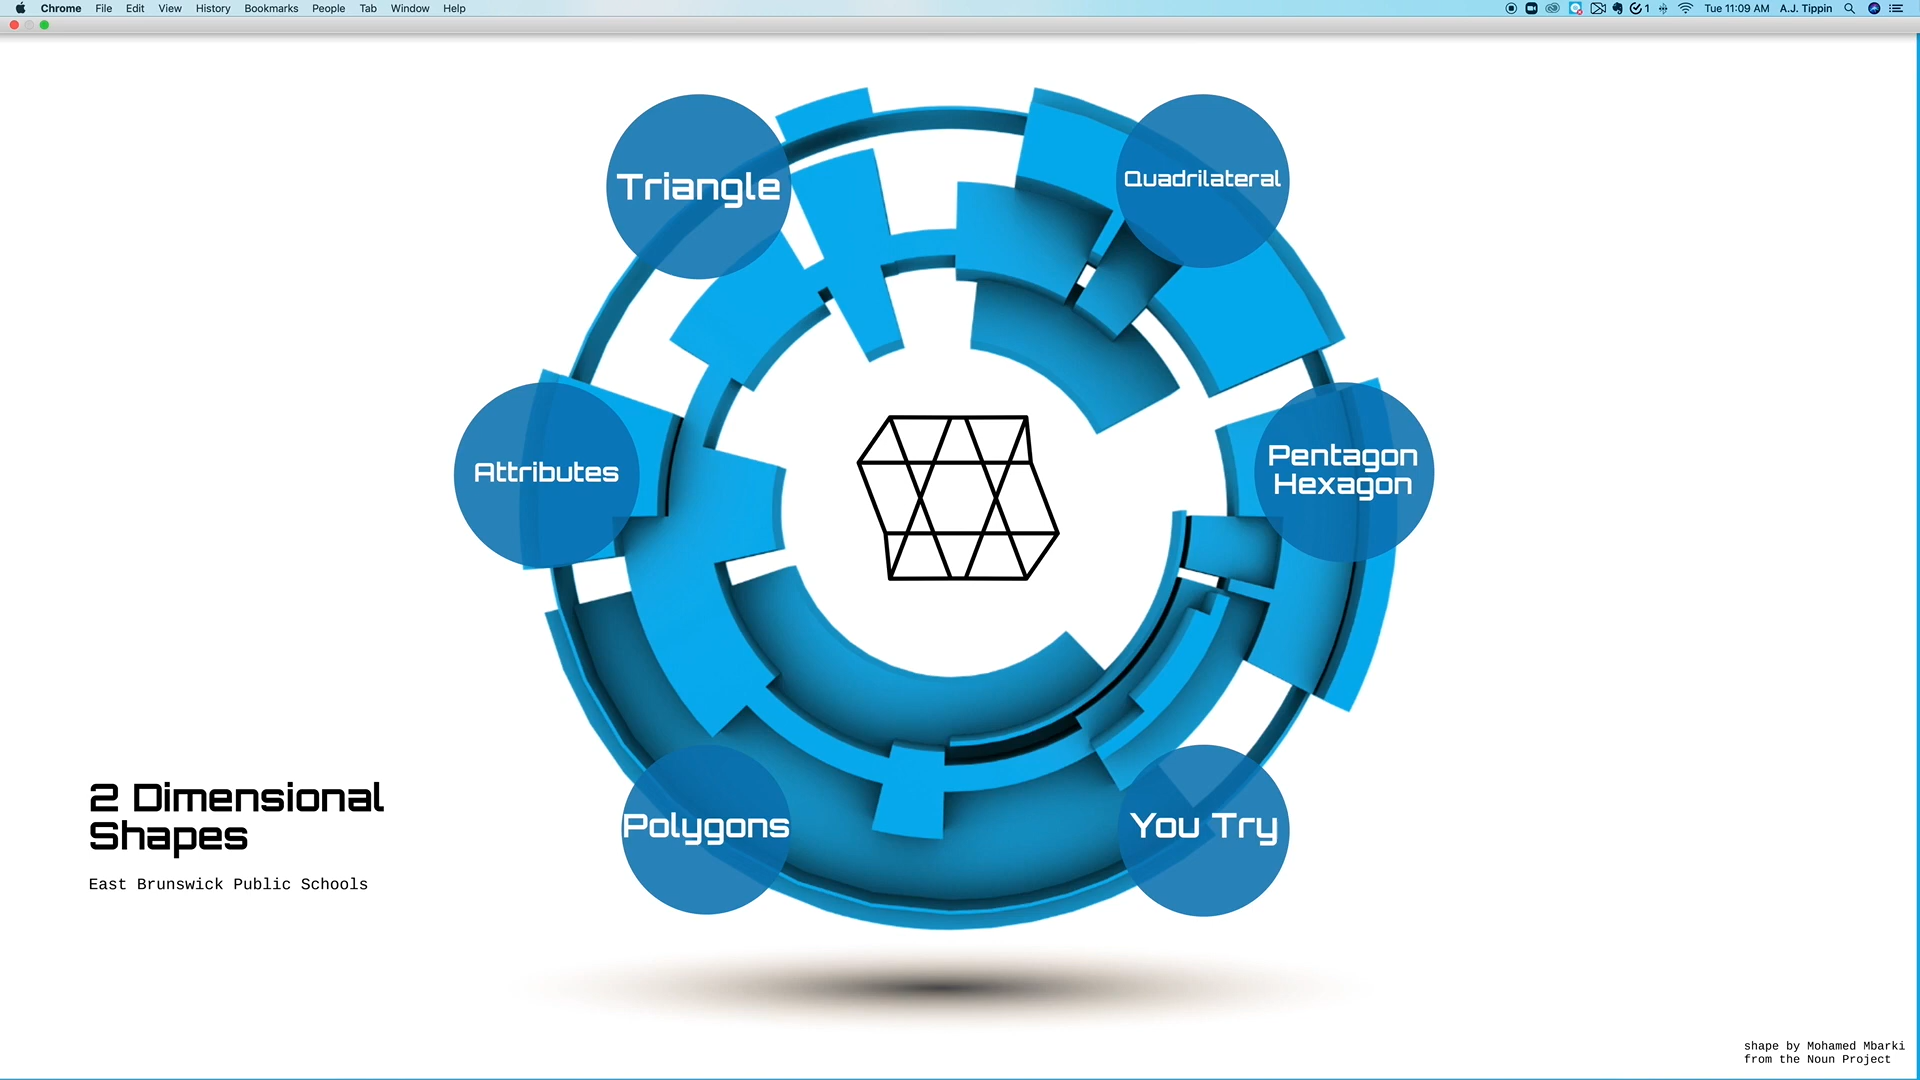 Chrome File Edit View History Bookmarks People Tab Window Help
1 Tue 11:09 AM A.J. Tippin
Triangle
Quadrilateral
Attributes
Pentagon
Hexagon
Polygons
You Try
2 Dimensional
Shapes
East Brunswick Public Schools
shape by Mohamed Mbarki
from the Noun Project